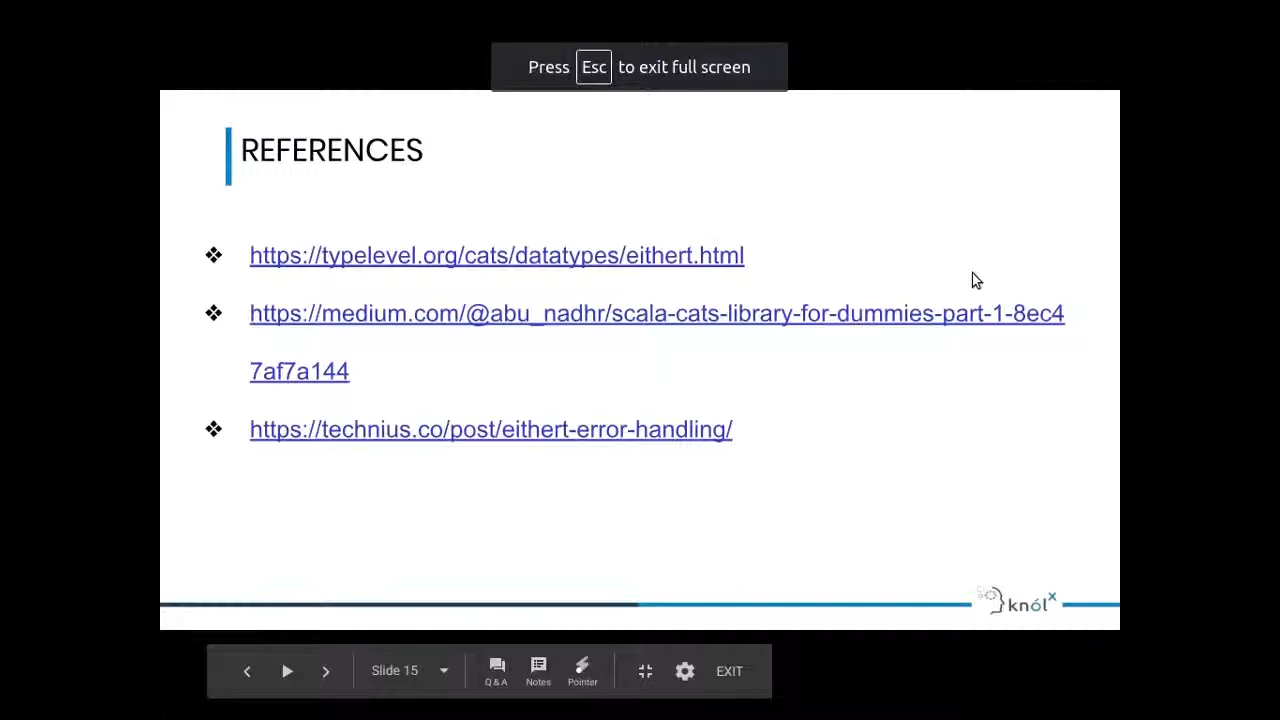 Press Esc to exit full screen
REFERENCES
❖ https://typelevel.org/cats/datatypes/eithert.html
❖ https://medium.com/@abu_nadhr/scala-cats-library-for-dummies-part-1-8ec4
7af7a144
❖ https://technius.co/post/eithert-error-handling/
knólx
Slide 15
Q & A Notes Pointer
EXIT